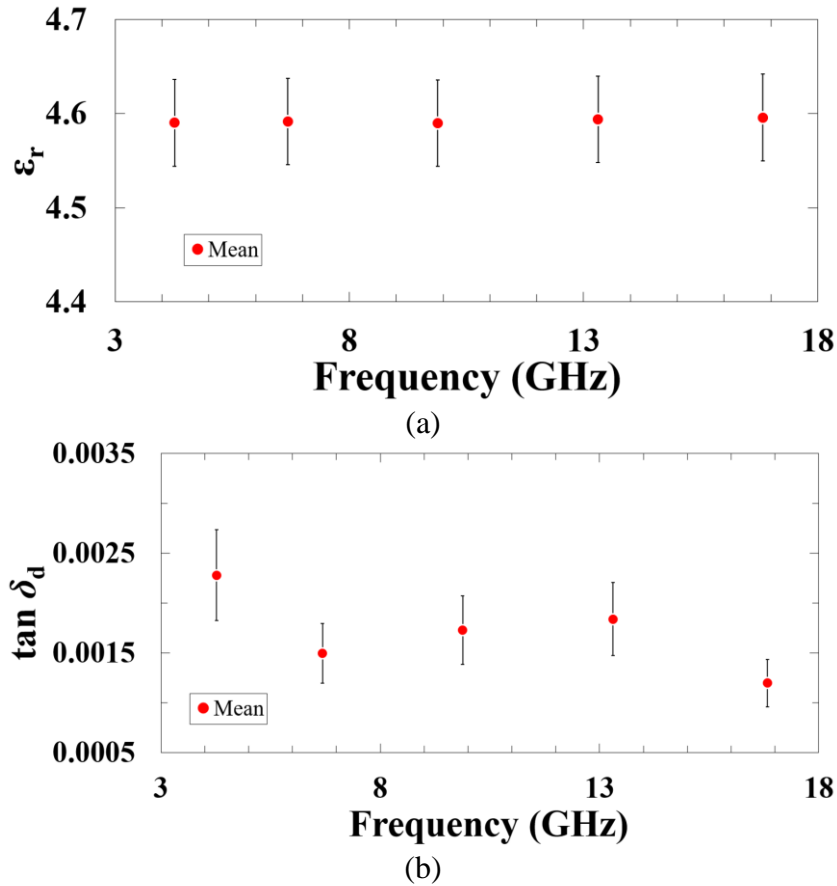 4.7
4.6
εr
4.5
Mean
4.4
3 8 13 18
Frequency (GHz)
(a)
0.0035
0.0025
tan δd
0.0015
Mean
0.0005
3 8 13 18
Frequency (GHz)
(b)